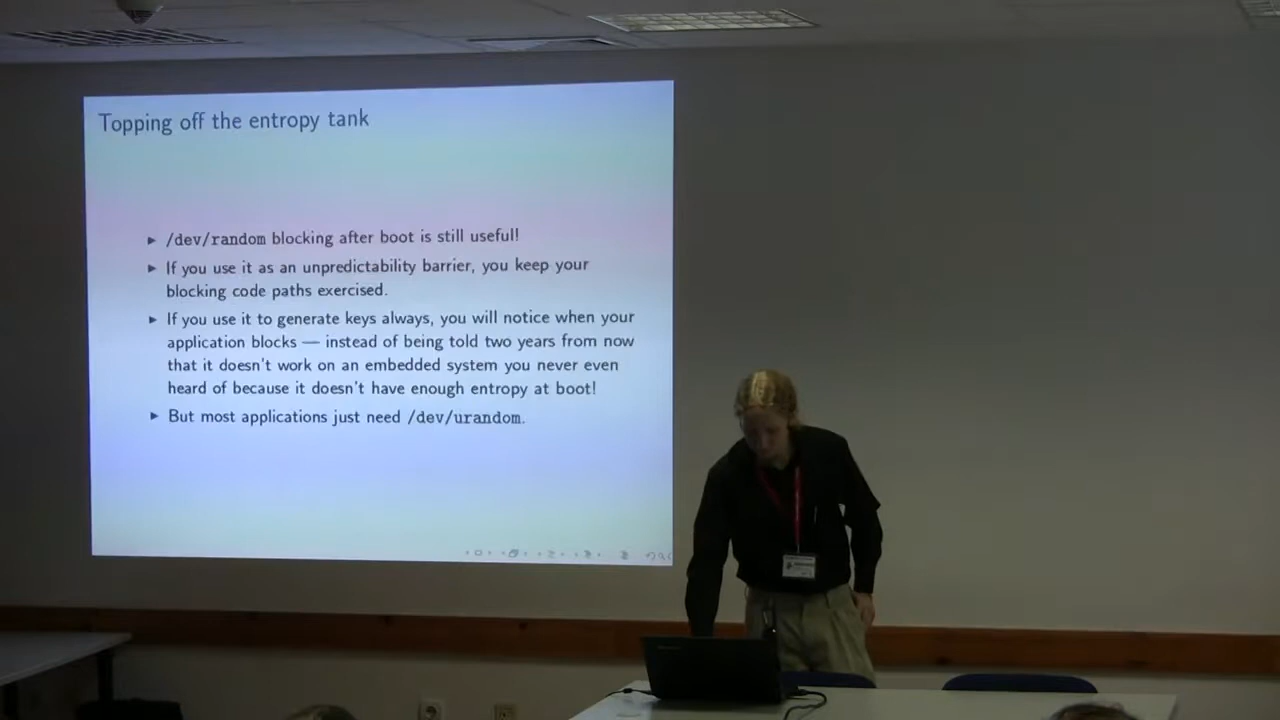 Topping off the entropy tank
▶ /dev/random blocking after boot is still useful!
▶ If you use it as an unpredictability barrier, you keep your
blocking code paths exercised.
▶ If you use it to generate keys always, you will notice when your
application blocks — instead of being told two years from now
that it doesn't work on an embedded system you never even
heard of because it doesn't have enough entropy at boot!
▶ But most applications just need /dev/urandom.